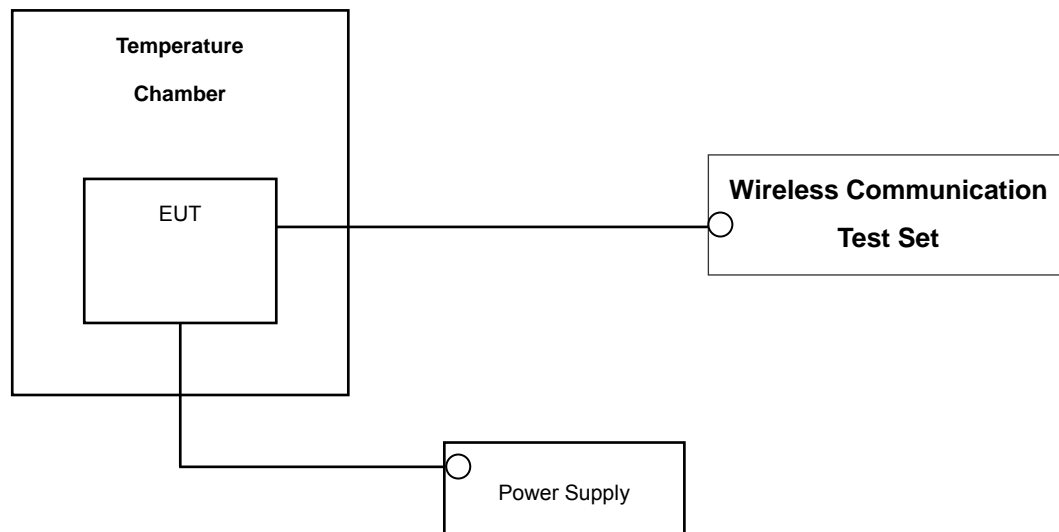 Temperature
Chamber
EUT
Wireless Communication
Test Set
Power Supply